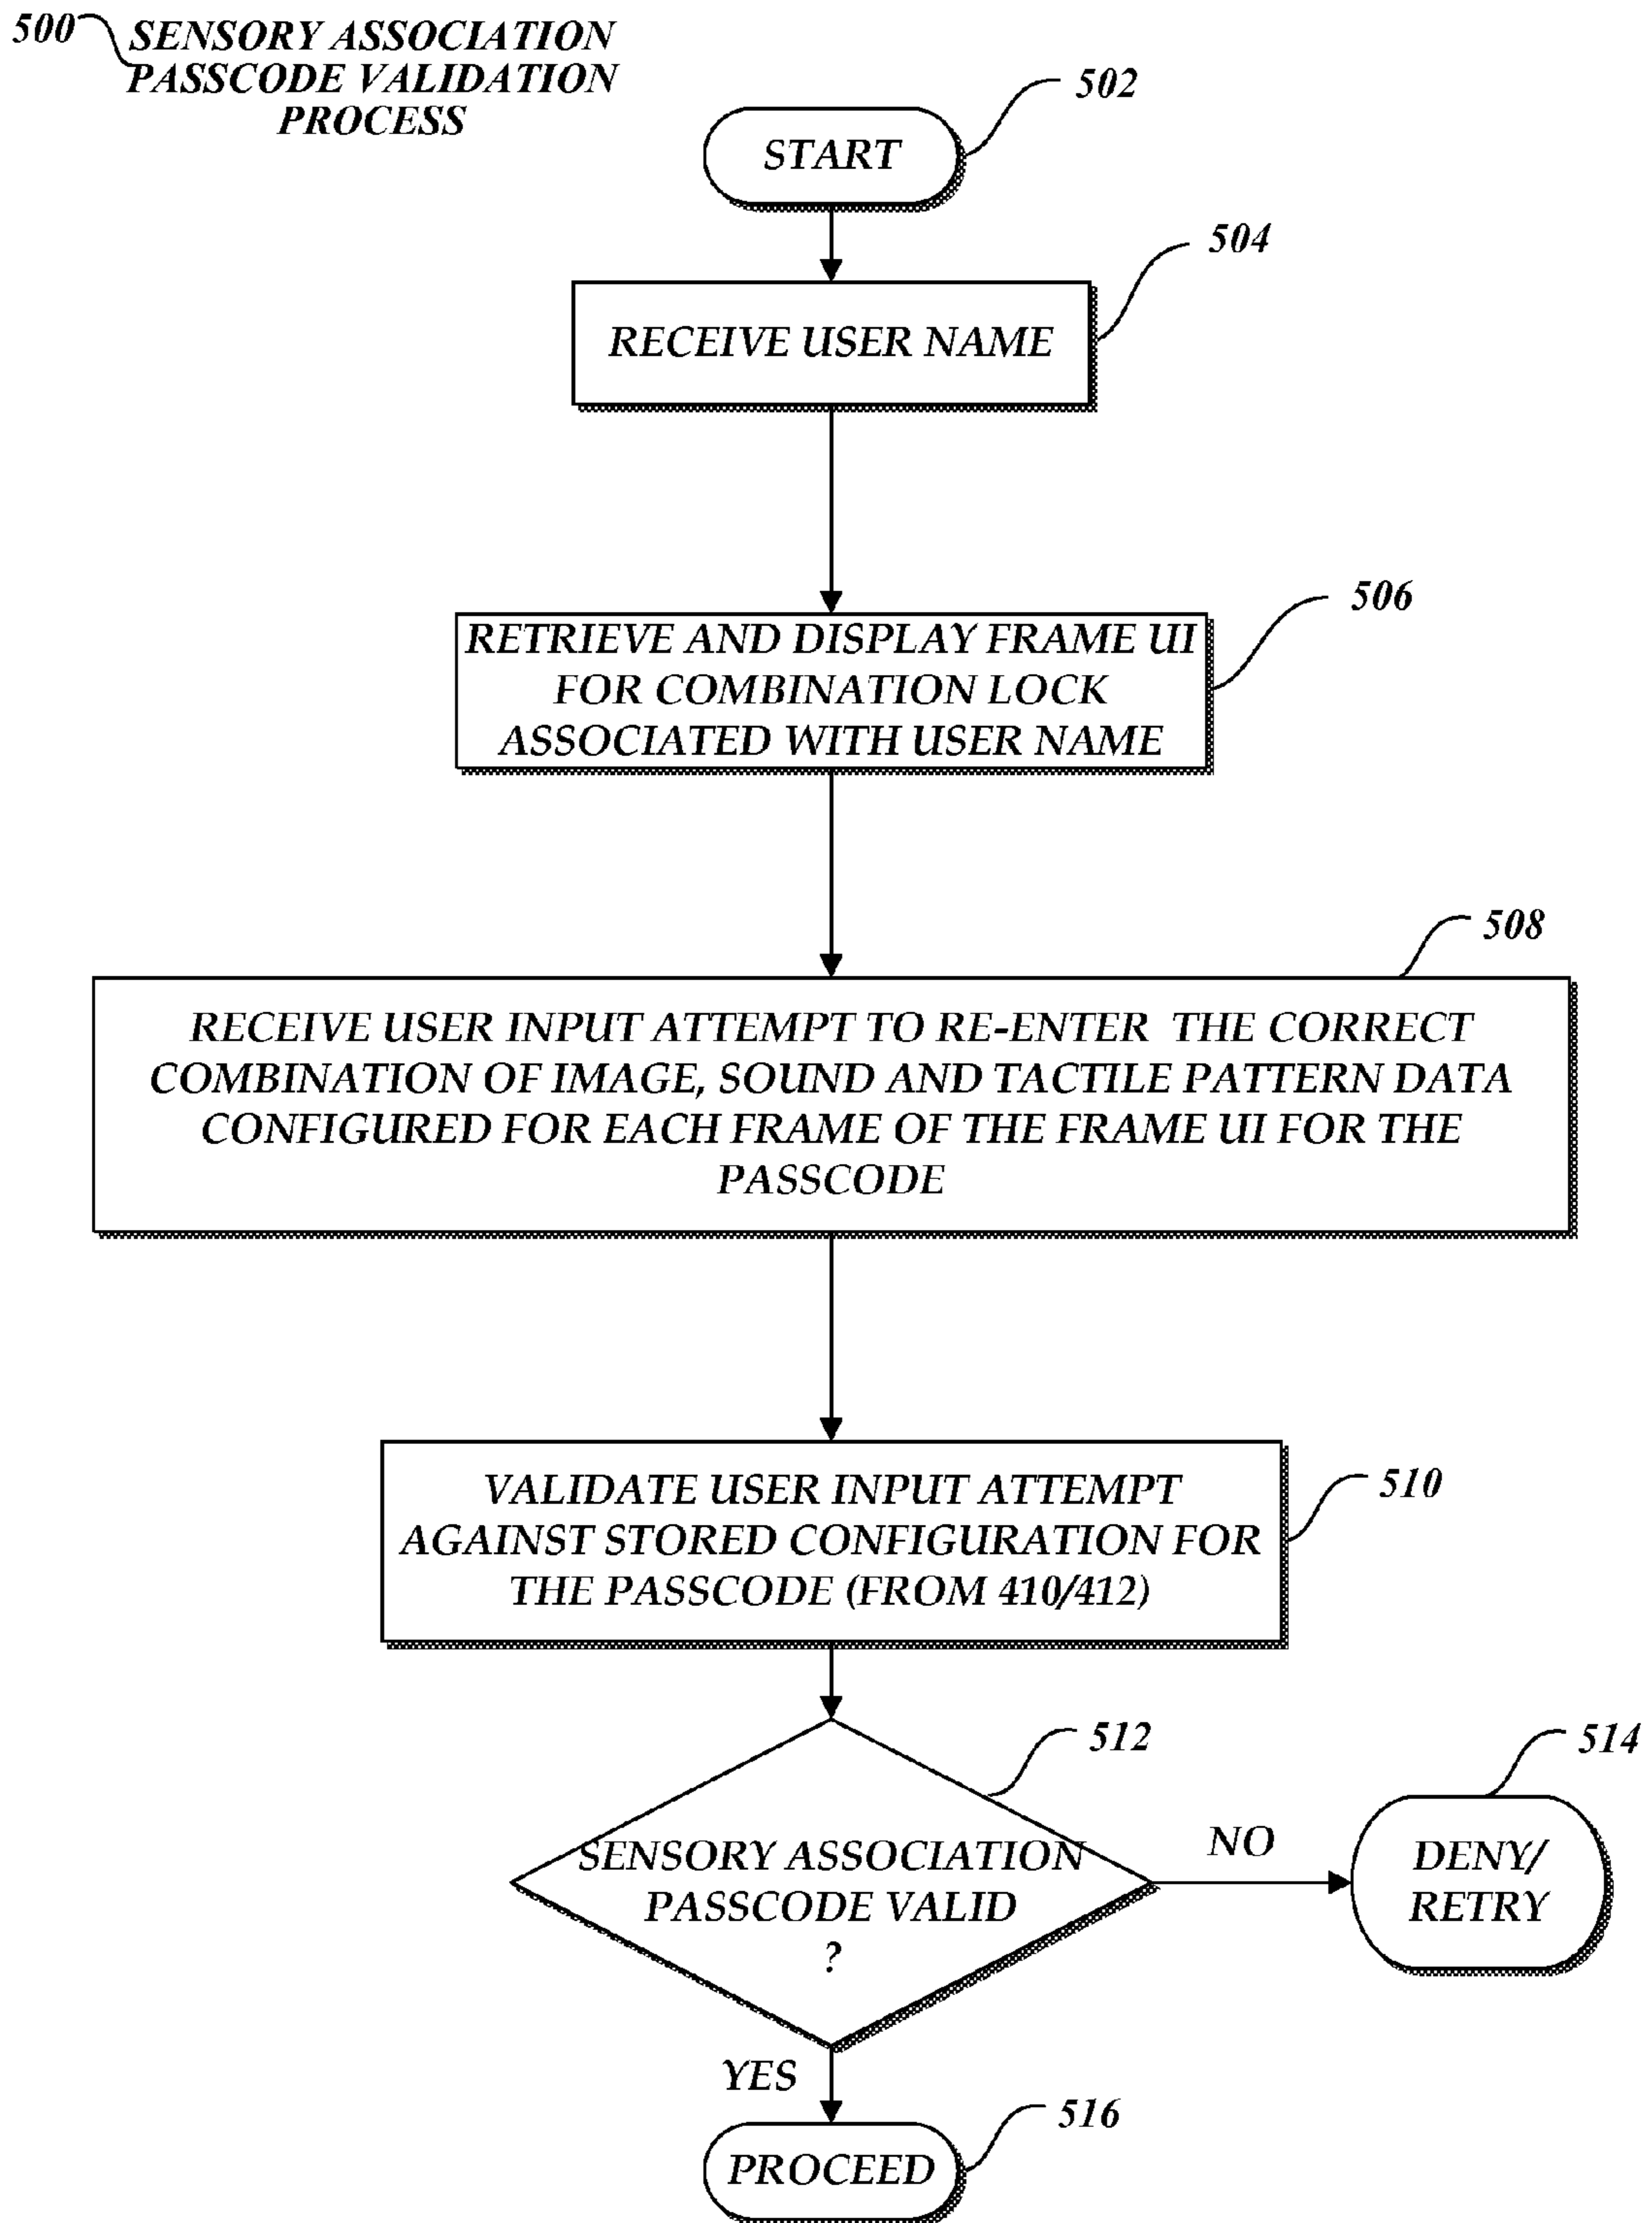 500
SENSORY ASSOCIATION
PASSCODE VALIDATION
PROCESS
502
START
504
RECEIVE USER NAME
506
RETRIEVE AND DISPLAY FRAME UI
FOR COMBINATION LOCK
ASSOCIATED WITH USER NAME
508
RECEIVE USER INPUT ATTEMPT TO RE-ENTER THE CORRECT
COMBINATION OF IMAGE, SOUND AND TACTILE PATTERN DATA
CONFIGURED FOR EACH FRAME OF THE FRAME UI FOR THE
PASSCODE
510
VALIDATE USER INPUT ATTEMPT
AGAINST STORED CONFIGURATION FOR
THE PASSCODE (FROM 410/412)
512
SENSORY ASSOCIATION
PASSCODE VALID
?
NO
514
DENY/
RETRY
YES
516
PROCEED